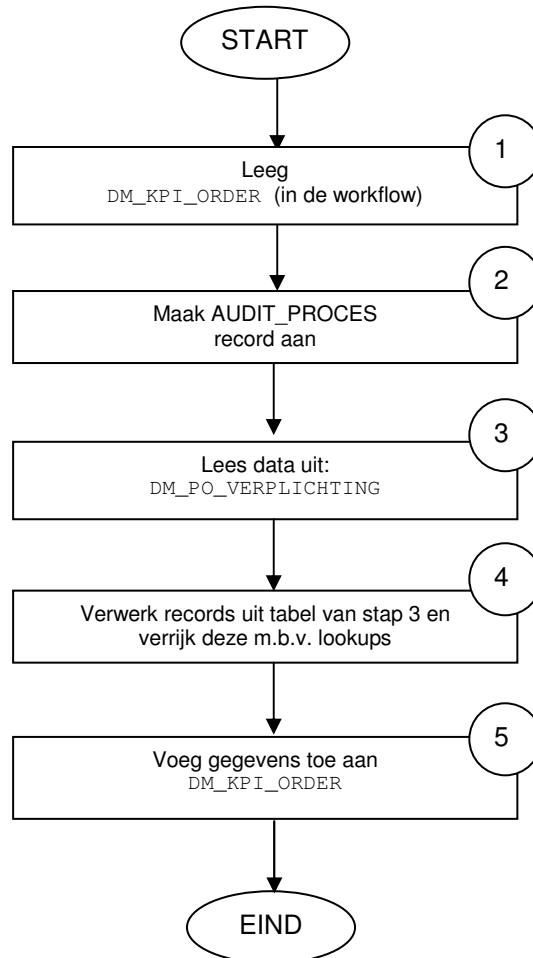 START
1
Leeg
DM_KPI_ORDER (in de workflow)
2
Maak AUDIT_PROCES
record aan
3
Lees data uit:
DM_PO_VERPLICHTING
4
Verwerk records uit tabel van stap 3 en
verrijk deze m.b.v. lookups
5
Voeg gegevens toe aan
DM_KPI_ORDER
EIND